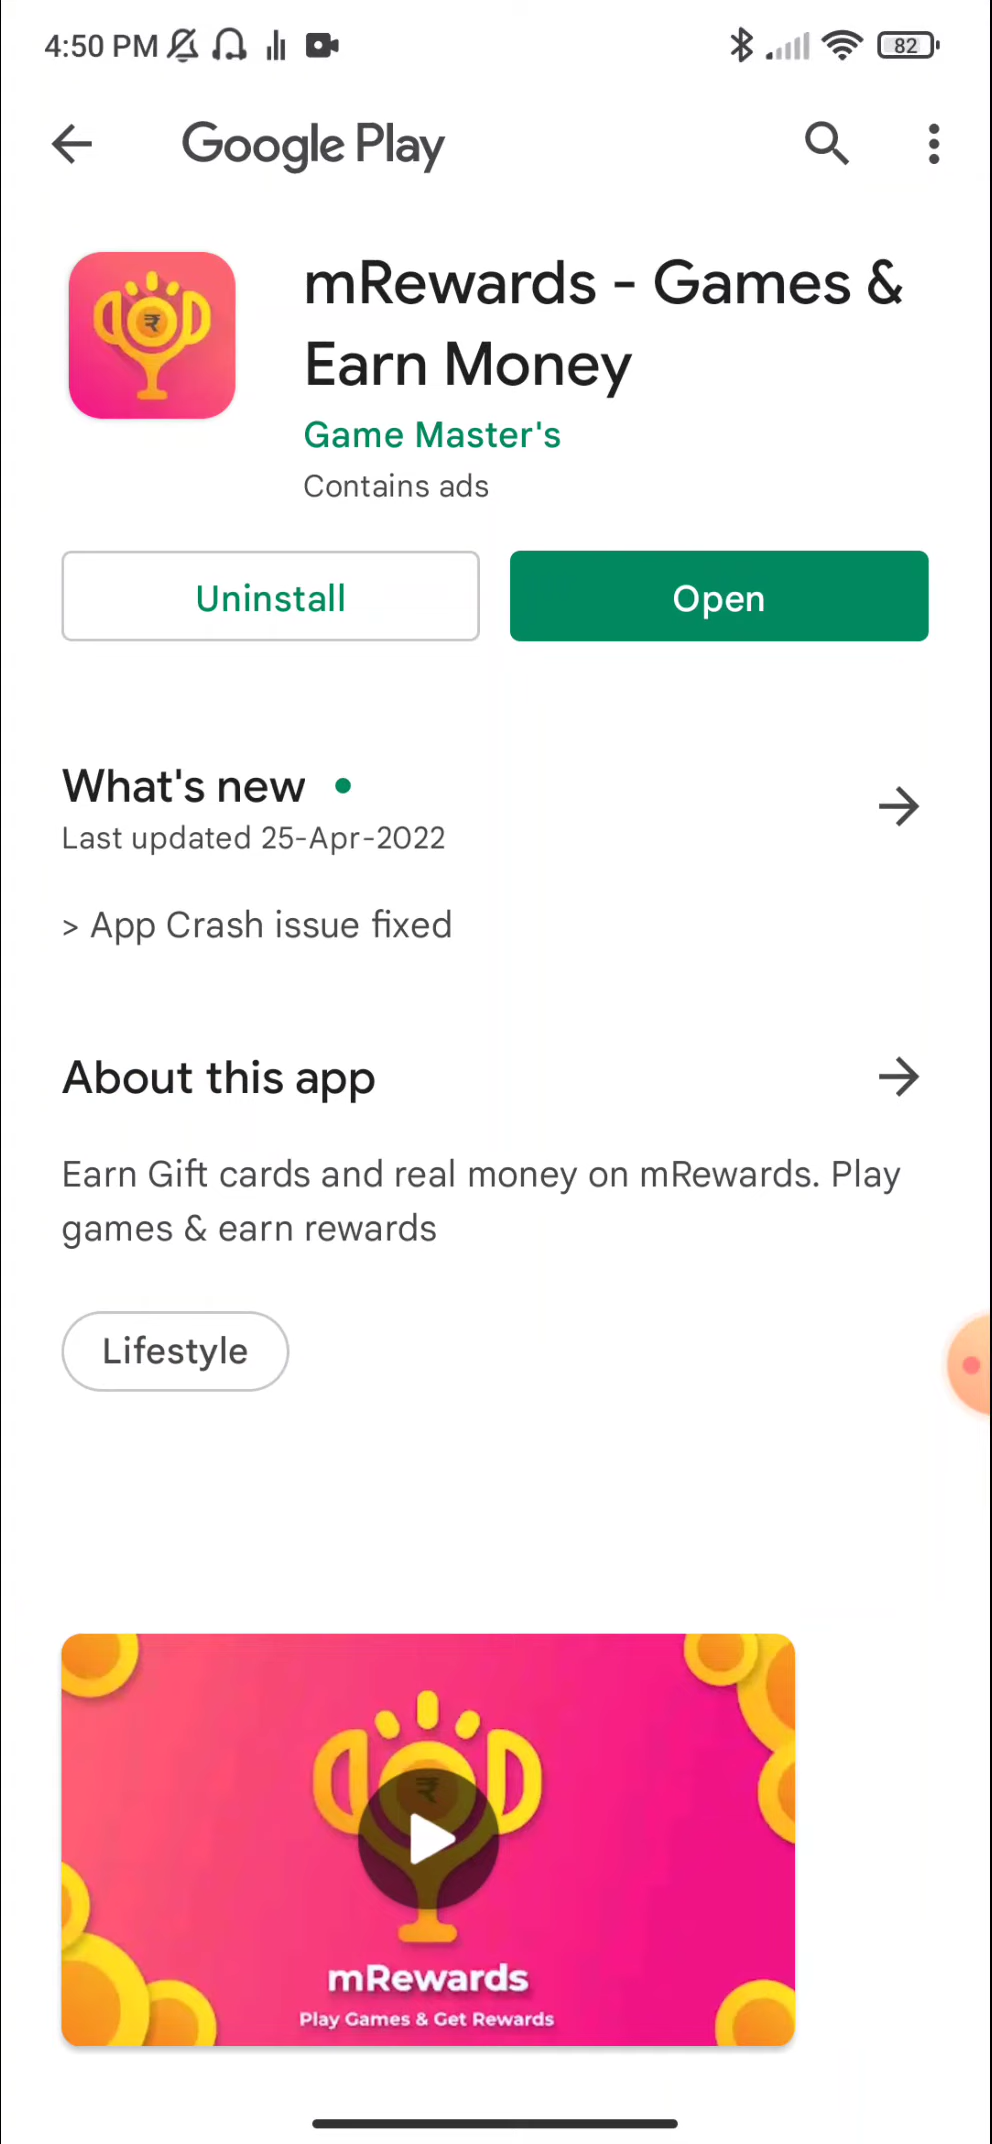 4:50 PM
82
Google Play
mRewards - Games &
Earn Money
Game Master's
Contains ads
Uninstall
Open
What's new
Last updated 25-Apr-2022
> App Crash issue fixed
About this app
Earn Gift cards and real money on mRewards. Play
games & earn rewards
Lifestyle
mRewards
Play Games & Get Rewards